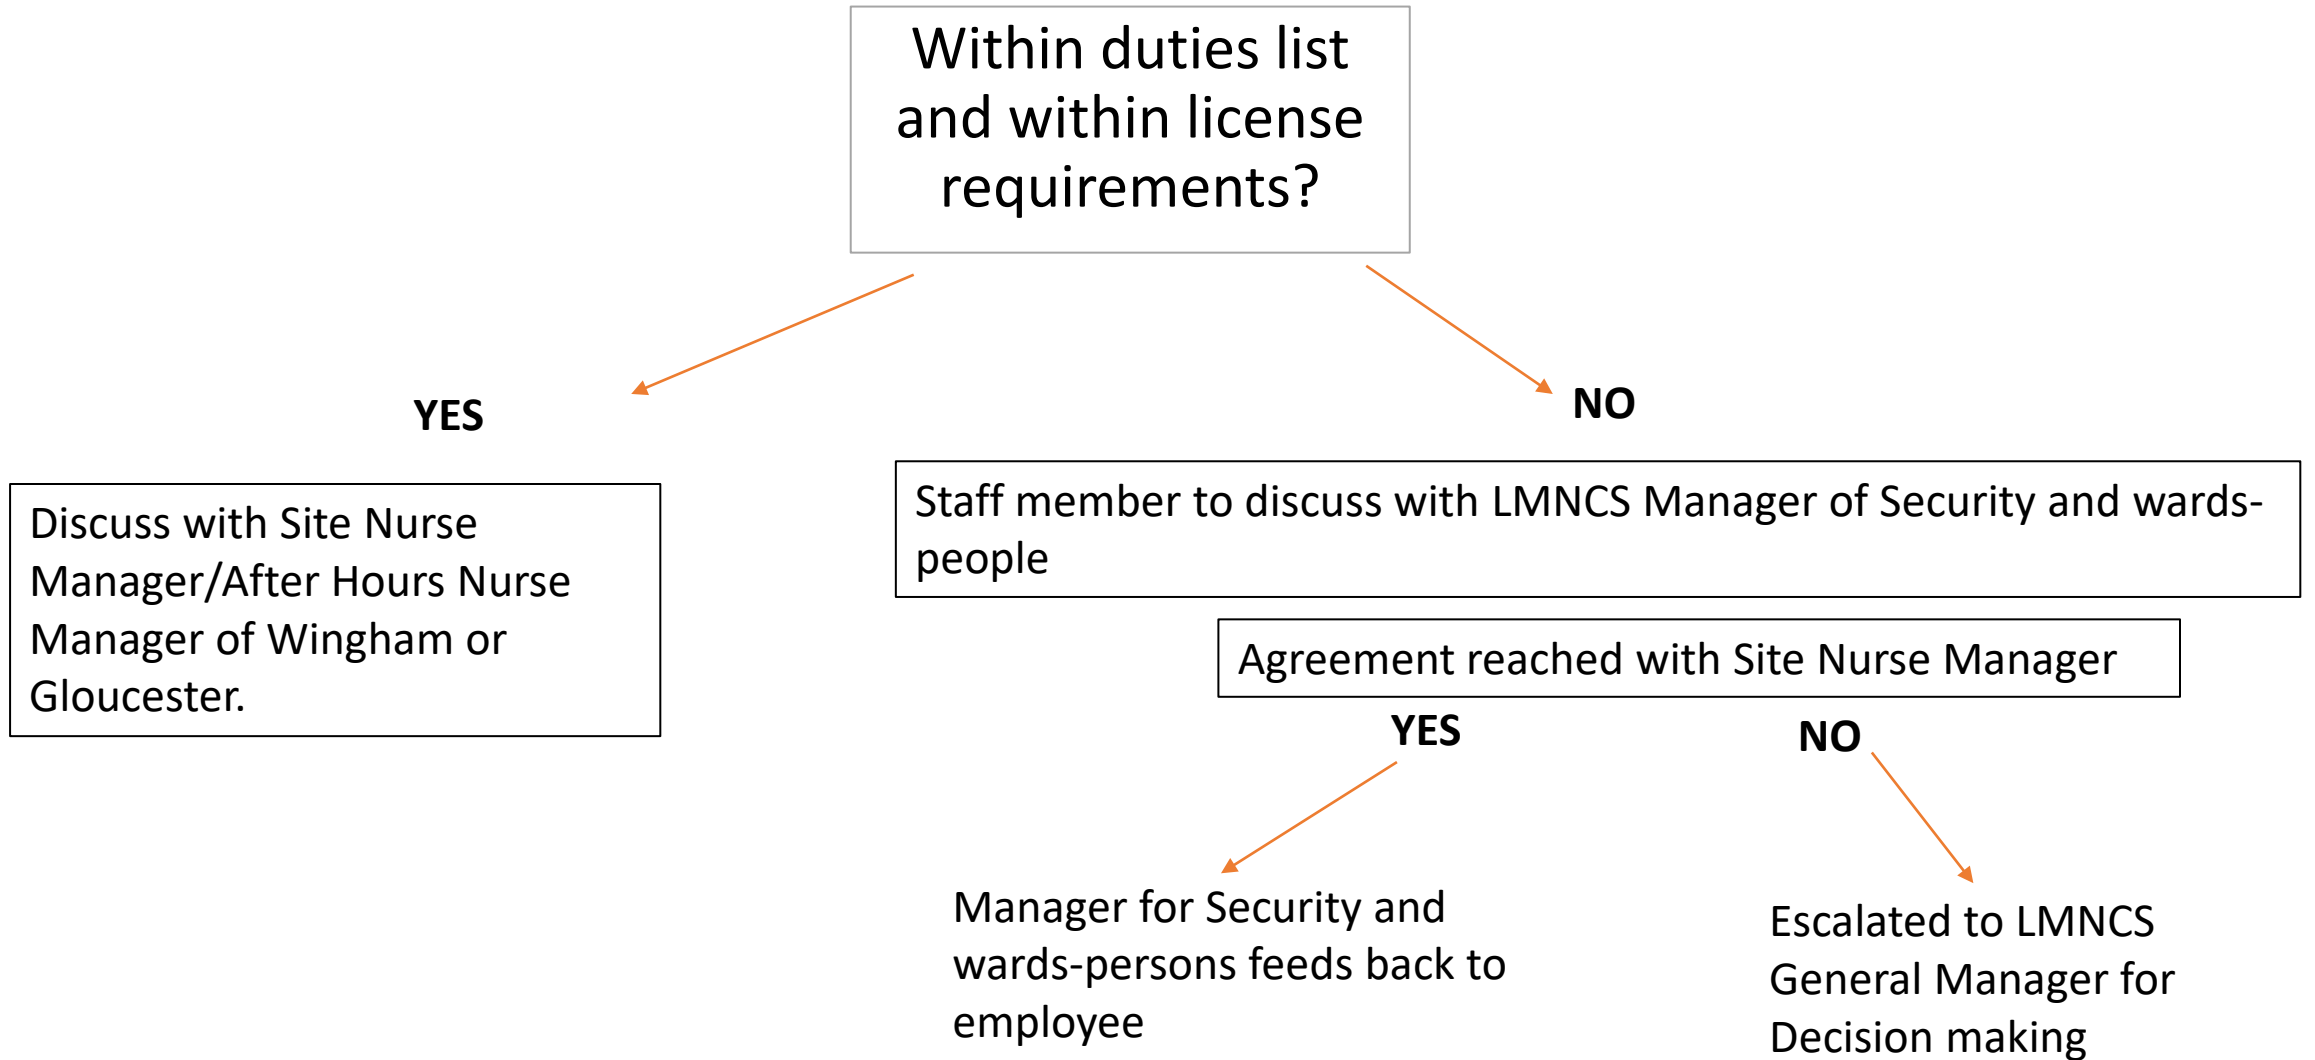 Within duties list
and within license
requirements?
YES
NO
Discuss with Site Nurse
Manager/After Hours Nurse
Manager of Wingham or
Gloucester.
Staff member to discuss with LMNCS Manager of Security and wards-
people
Agreement reached with Site Nurse Manager
YES
NO
Manager for Security and
wards-persons feeds back to
employee
Escalated to LMNCS
General Manager for
Decision making